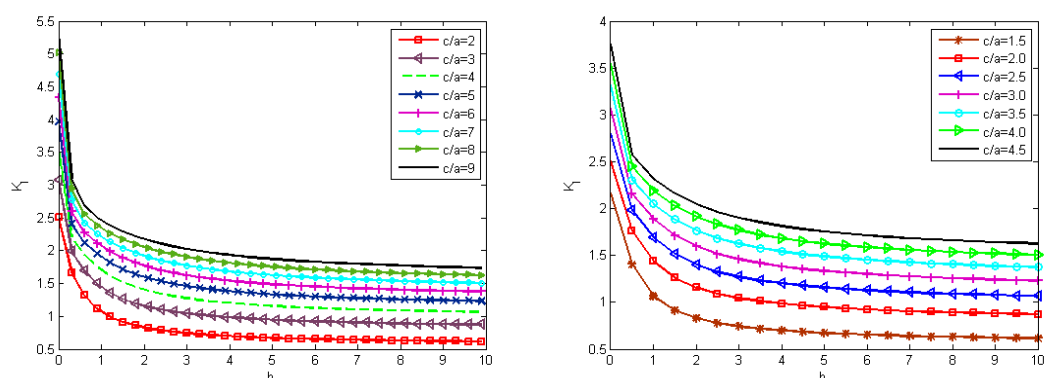 5.5
5
4.5
4
3.5
3
2.5
2
1.5
1
0.5
K_I
0 1 2 3 4 5 6 7 8 9 10
h
c/a=2
c/a=3
c/a=4
c/a=5
c/a=6
c/a=7
c/a=8
c/a=9
4
3.5
3
2.5
2
1.5
1
0.5
K_I
0 1 2 3 4 5 6 7 8 9 10
h
c/a=1.5
c/a=2.0
c/a=2.5
c/a=3.0
c/a=3.5
c/a=4.0
c/a=4.5